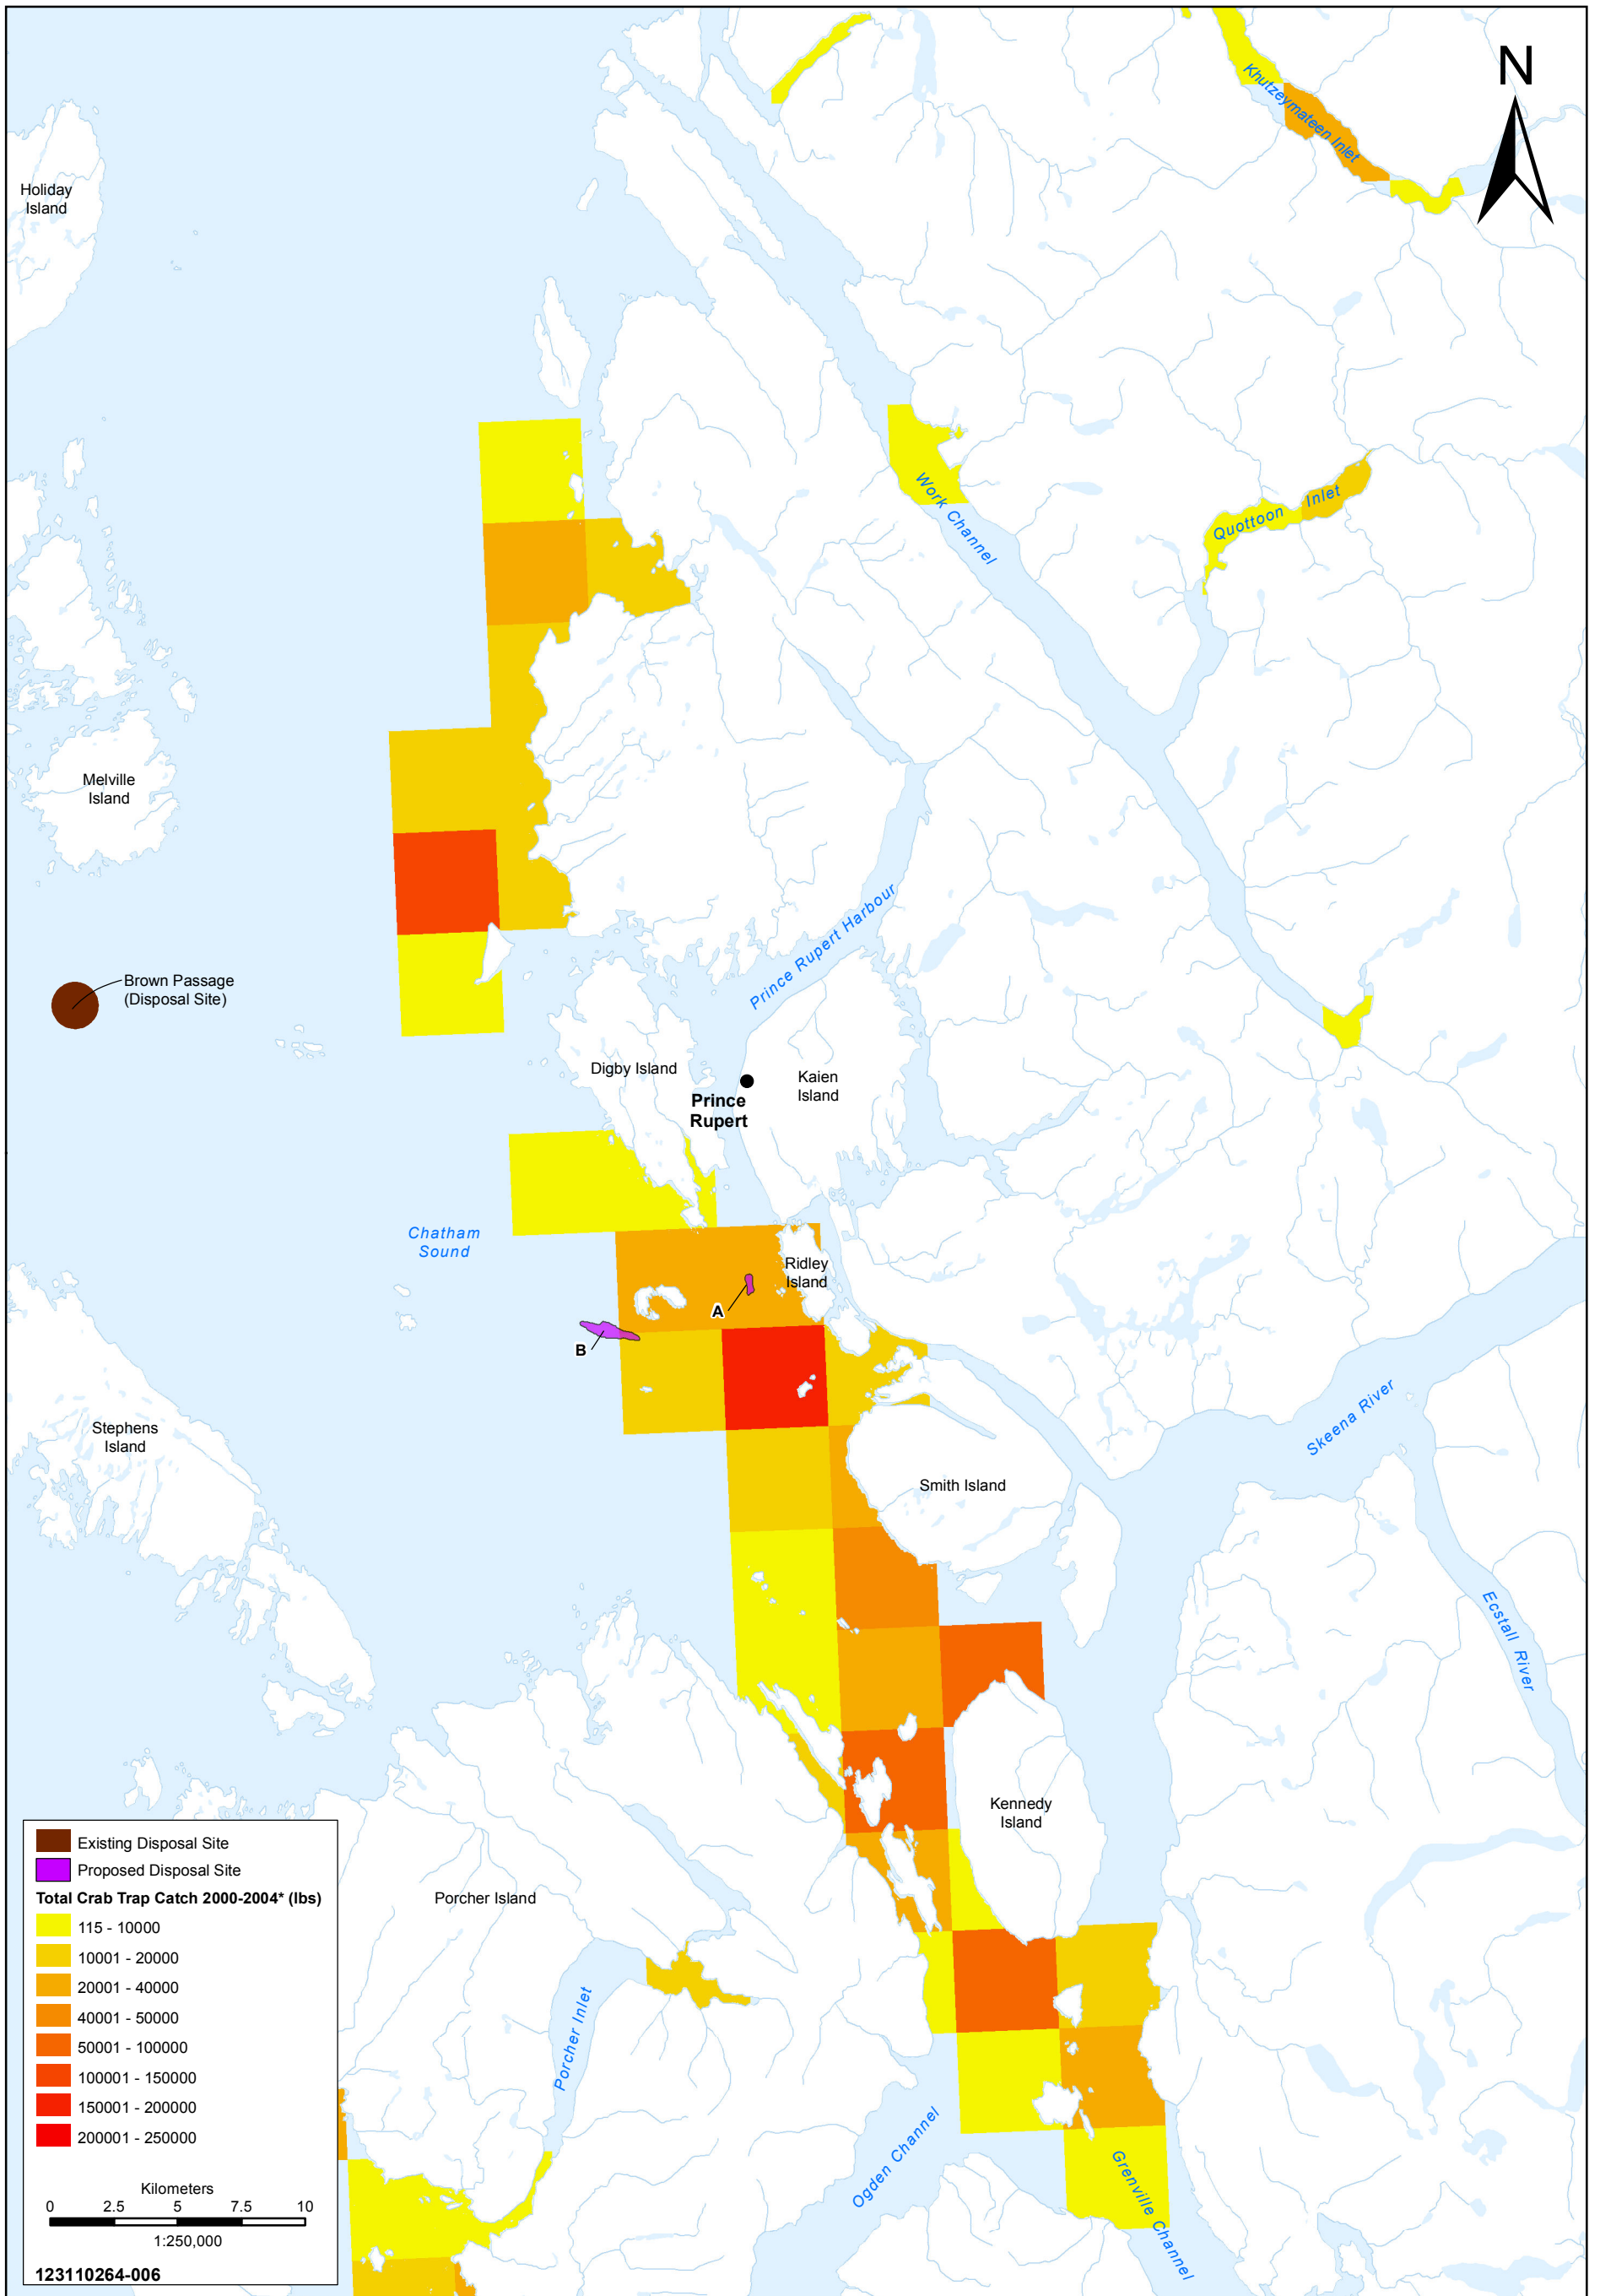 N
Khutzeymateen Inlet
Holiday
Island
Work Channel
Quottoon Inlet
Melville
Island
Prince Rupert Harbour
Brown Passage
(Disposal Site)
Digby Island
Kaien
Island
Prince
Rupert
Chatham
Sound
Ridley
Island
A
B
Skeena River
Stephens
Island
Smith Island
Ecstall River
Kennedy
Island
Porcher Island
Porcher Inlet
Ogden Channel
Grenville Channel
Existing Disposal Site
Proposed Disposal Site
Total Crab Trap Catch 2000-2004* (lbs)
115 - 10000
10001 - 20000
20001 - 40000
40001 - 50000
50001 - 100000
100001 - 150000
150001 - 200000
200001 - 250000
Kilometers
0 2.5 5 7.5 10
1:250,000
123110264-006